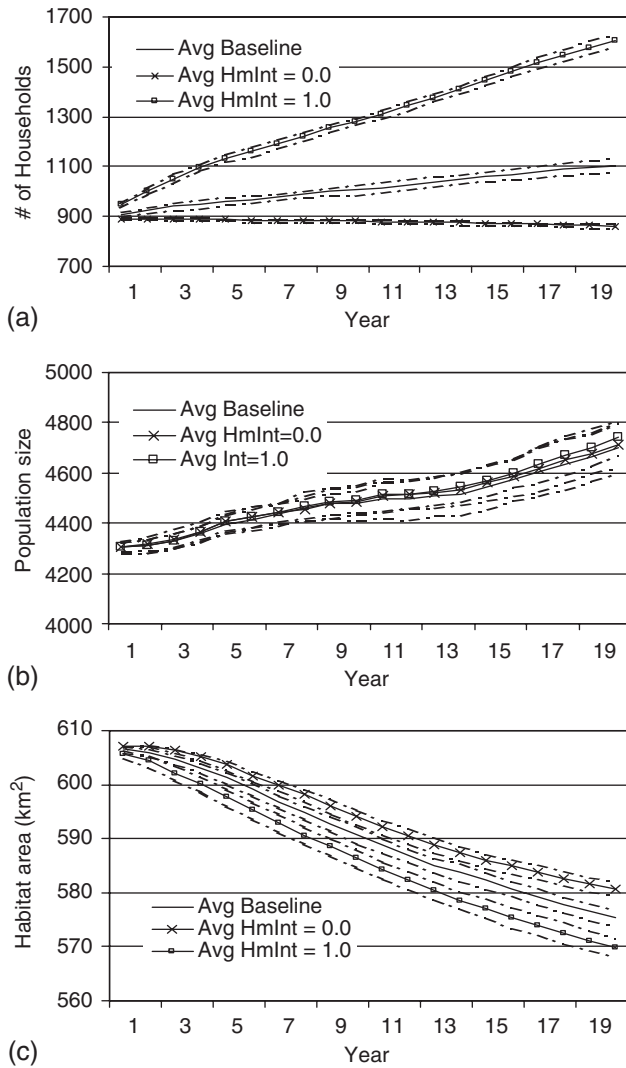 1700
1500
1300
1100
900
700
# of Households
Avg Baseline
Avg HmInt = 0.0
Avg HmInt = 1.0
1 3 5 7 9 11 13 15 17 19
Year
(a)
5000
4800
4600
4400
4200
4000
Population size
Avg Baseline
Avg HmInt=0.0
Avg Int=1.0
1 3 5 7 9 11 13 15 17 19
Year
(b)
610
600
590
580
570
560
Habitat area (km²)
Avg Baseline
Avg HmInt = 0.0
Avg HmInt = 1.0
1 3 5 7 9 11 13 15 17 19
Year
(c)